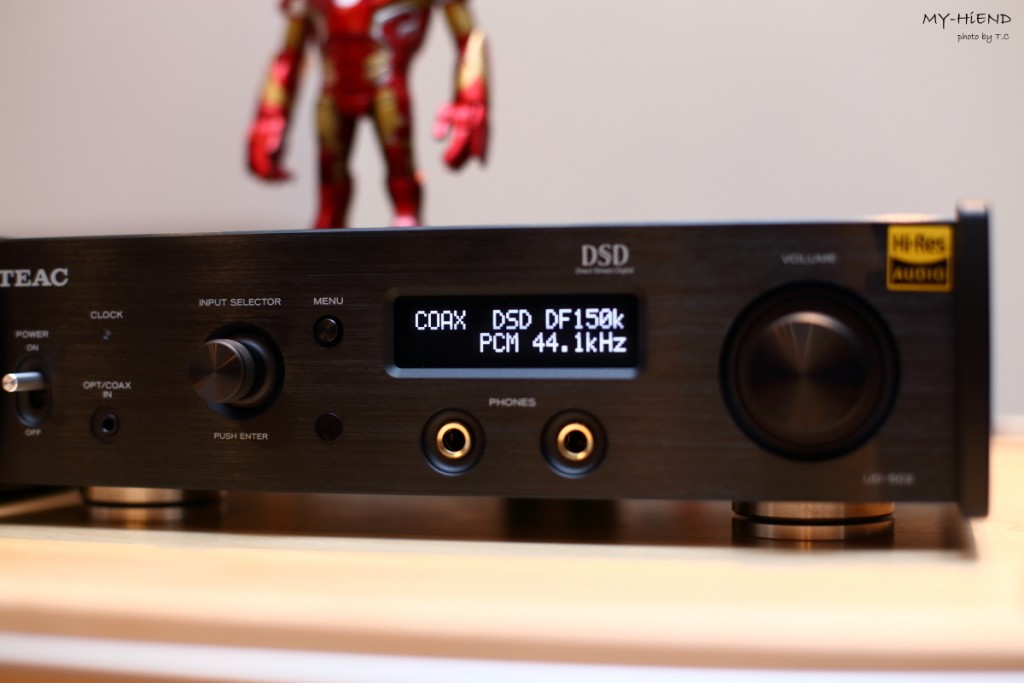 MY-HiEND
photo by T.C
TEAC
DSD
Direct Stream Digital
VOLUME
Hi-Res
AUDIO
CLOCK
INPUT SELECTOR
MENU
POWER
ON
OPT/COAX
IN
OFF
PUSH ENTER
COAX DSD DF150k
PCM 44.1kHz
PHONES
UD-503